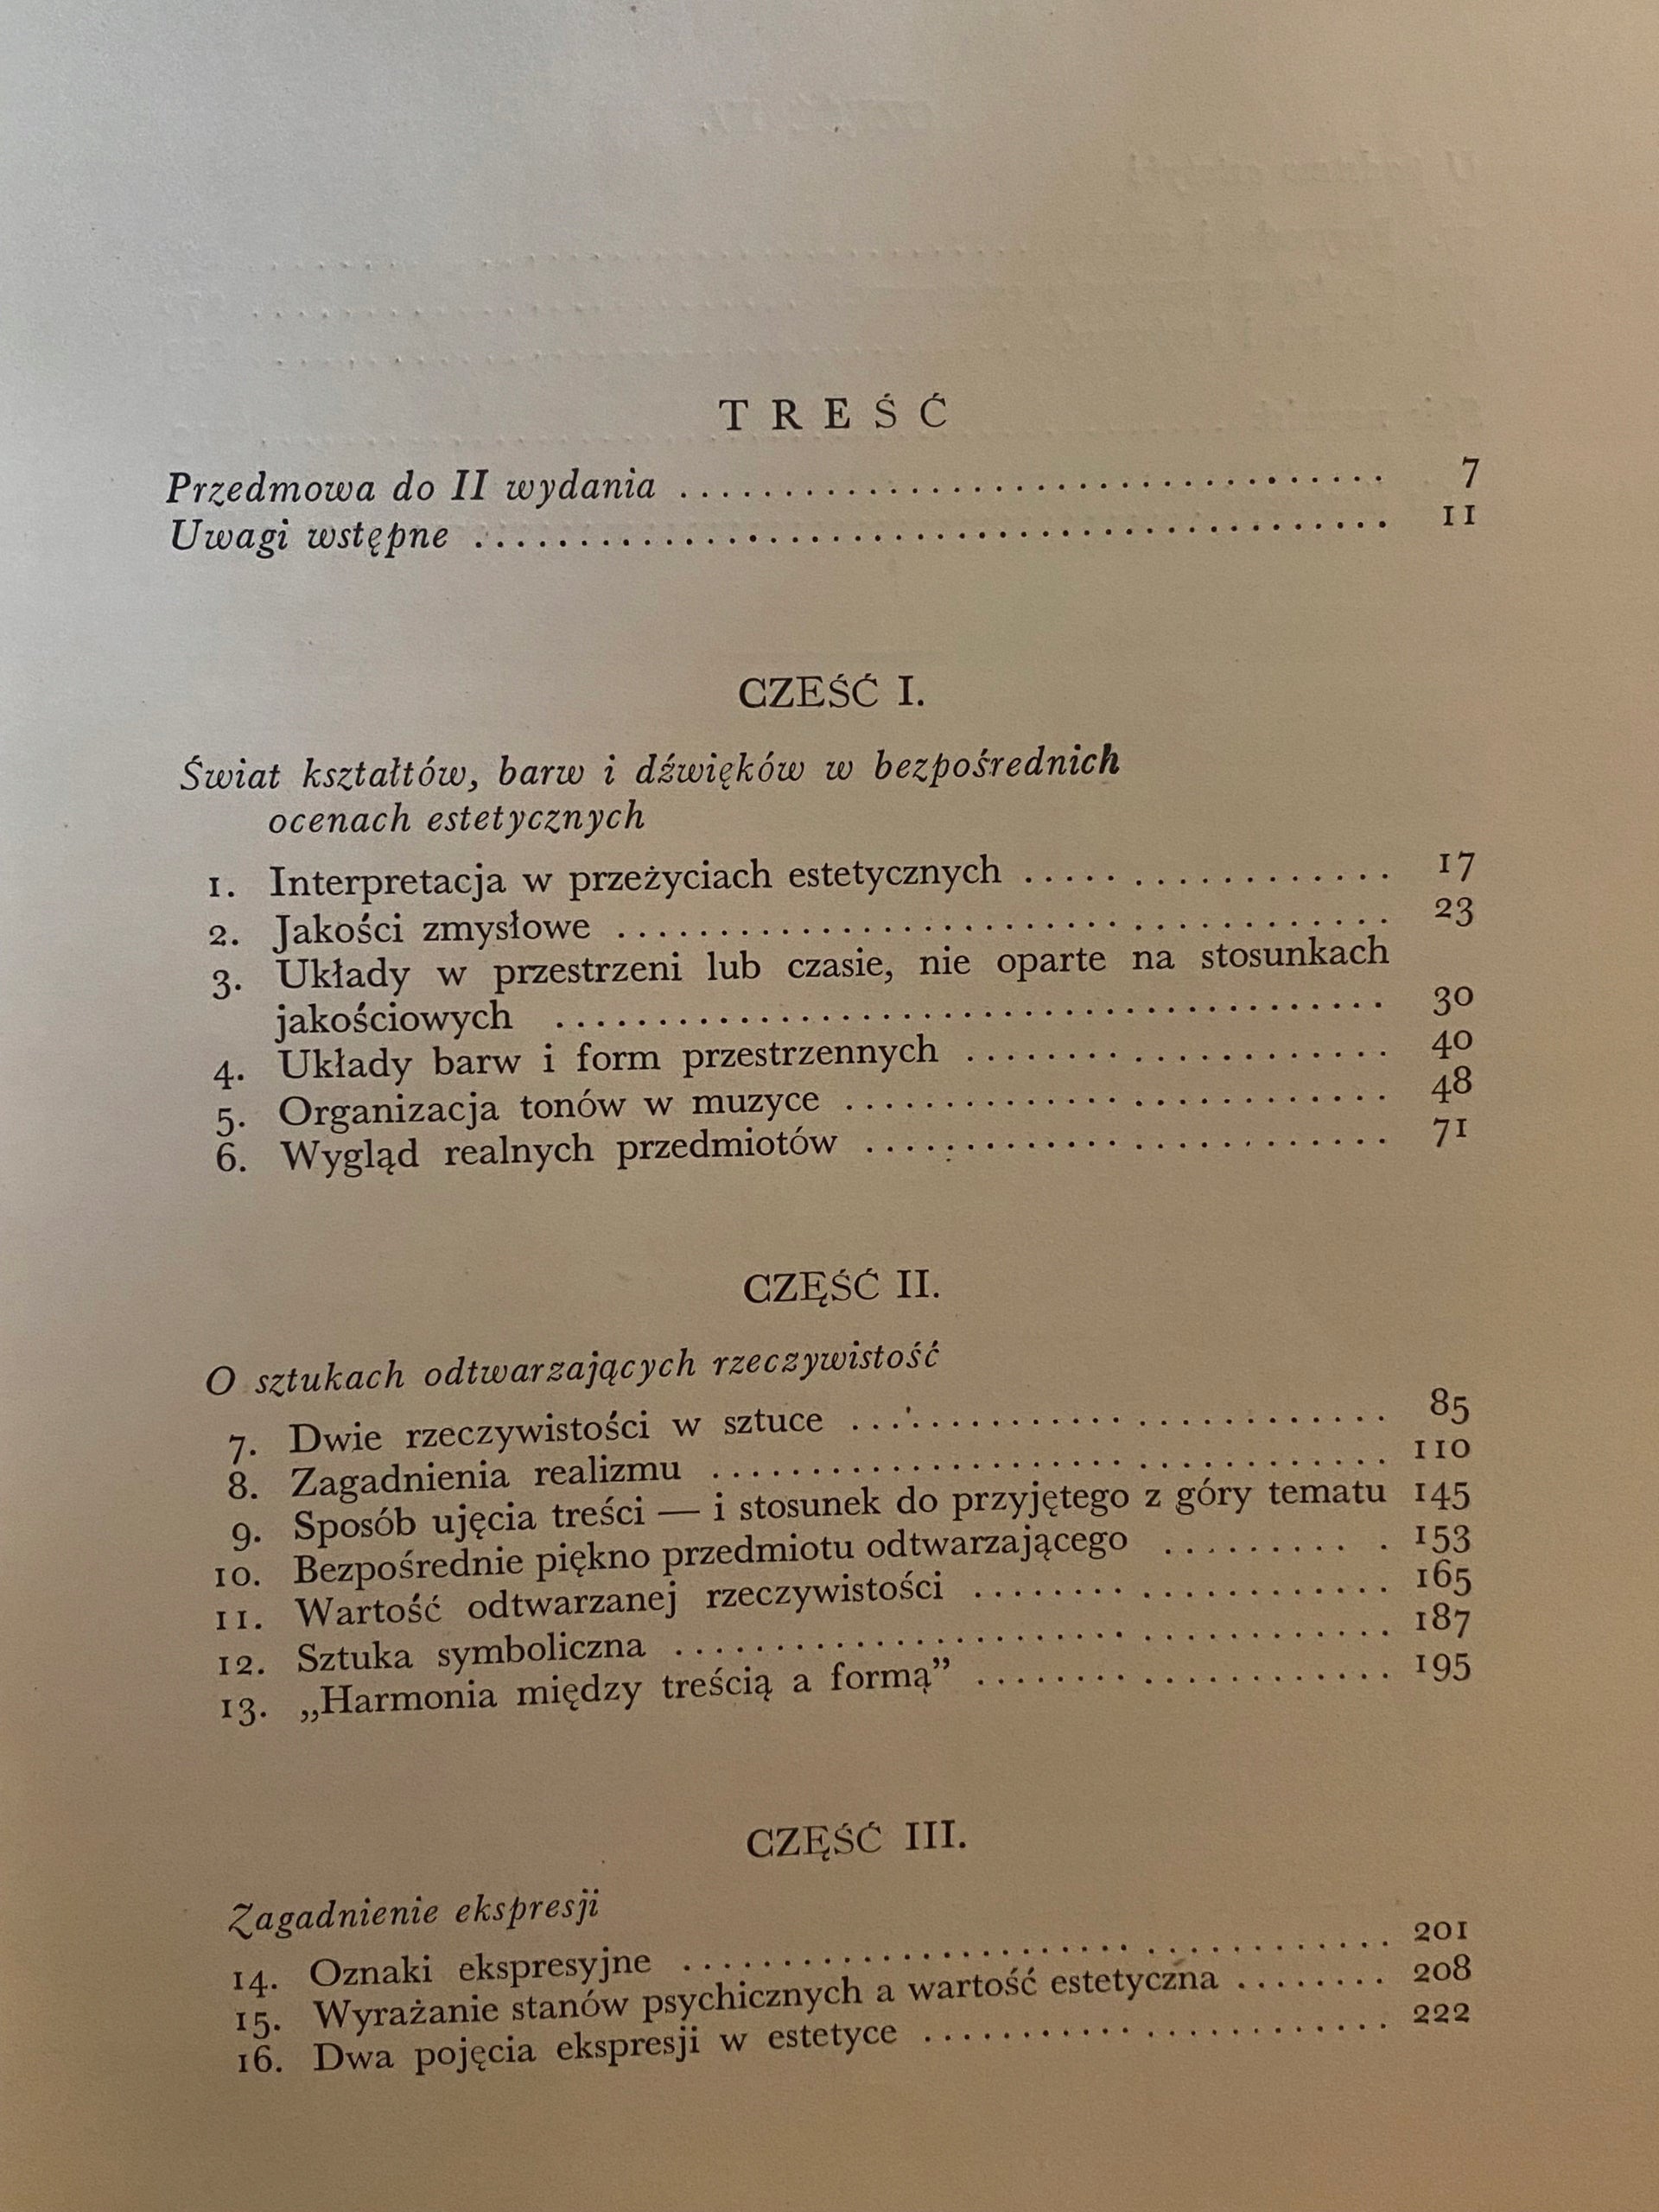 TREŚĆ
Przedmowa do II wydania ........................................ 7
Uwagi wstępne ........................................ 11
CZEŚĆ I.
Świat kształtów, barw i dźwięków w bezpośrednich
ocenach estetycznych
1. Interpretacja w przeżyciach estetycznych .................... 17
2. Jakości zmysłowe .............................. 23
3. Układy w przestrzeni lub czasie, nie oparte na stosunkach
jakościowych .............................. 30
4. Układy barw i form przestrzennych .................... 40
5. Organizacja tonów w muzyce .................... 48
6. Wygląd realnych przedmiotów .................... 71
CZĘŚĆ II.
O sztukach odtwarzających rzeczywistość
7. Dwie rzeczywistości w sztuce .................... 85
8. Zagadnienia realizmu .................... 110
9. Sposób ujęcia treści — i stosunek do przyjętego z góry tematu 145
10. Bezpośrednie piękno przedmiotu odtwarzającego .......... 153
11. Wartość odtwarzanej rzeczywistości .................... 165
12. Sztuka symboliczna .............................. 187
13. „Harmonia między treścią a formą” .................... 195
CZĘŚĆ III.
Zagadnienie ekspresji
14. Oznaki ekspresyjne .............................. 201
15. Wyrażanie stanów psychicznych a wartość estetyczna ........ 208
16. Dwa pojęcia ekspresji w estetyce .................... 222